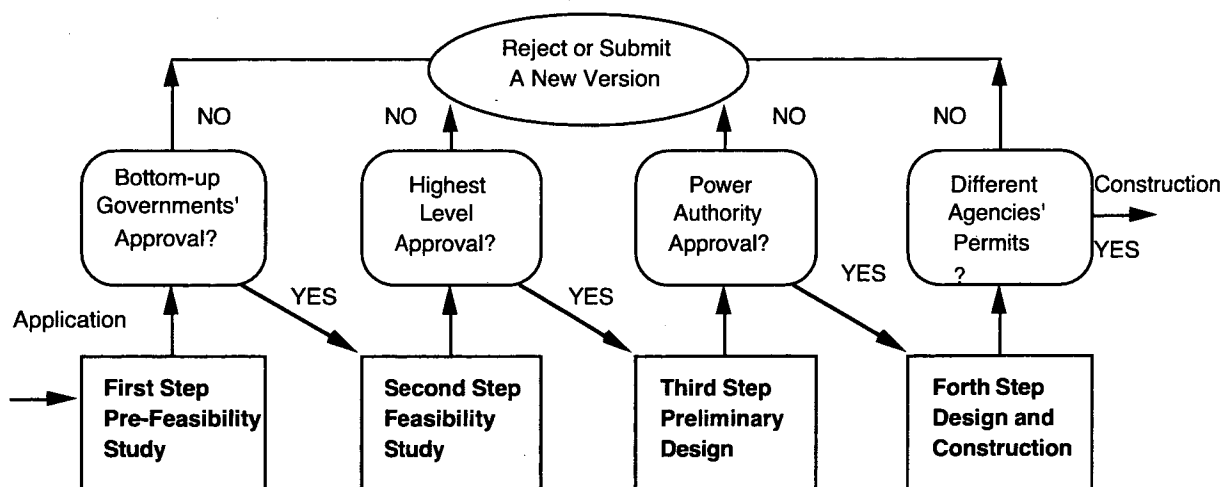 Reject or Submit
A New Version
NO
NO
NO
NO
Bottom-up
Governments'
Approval?
Highest
Level
Approval?
Power
Authority
Approval?
Different
Agencies'
Permits
?
Construction
YES
YES
YES
YES
Application
First Step
Pre-Feasibility
Study
Second Step
Feasibility
Study
Third Step
Preliminary
Design
Forth Step
Design and
Construction